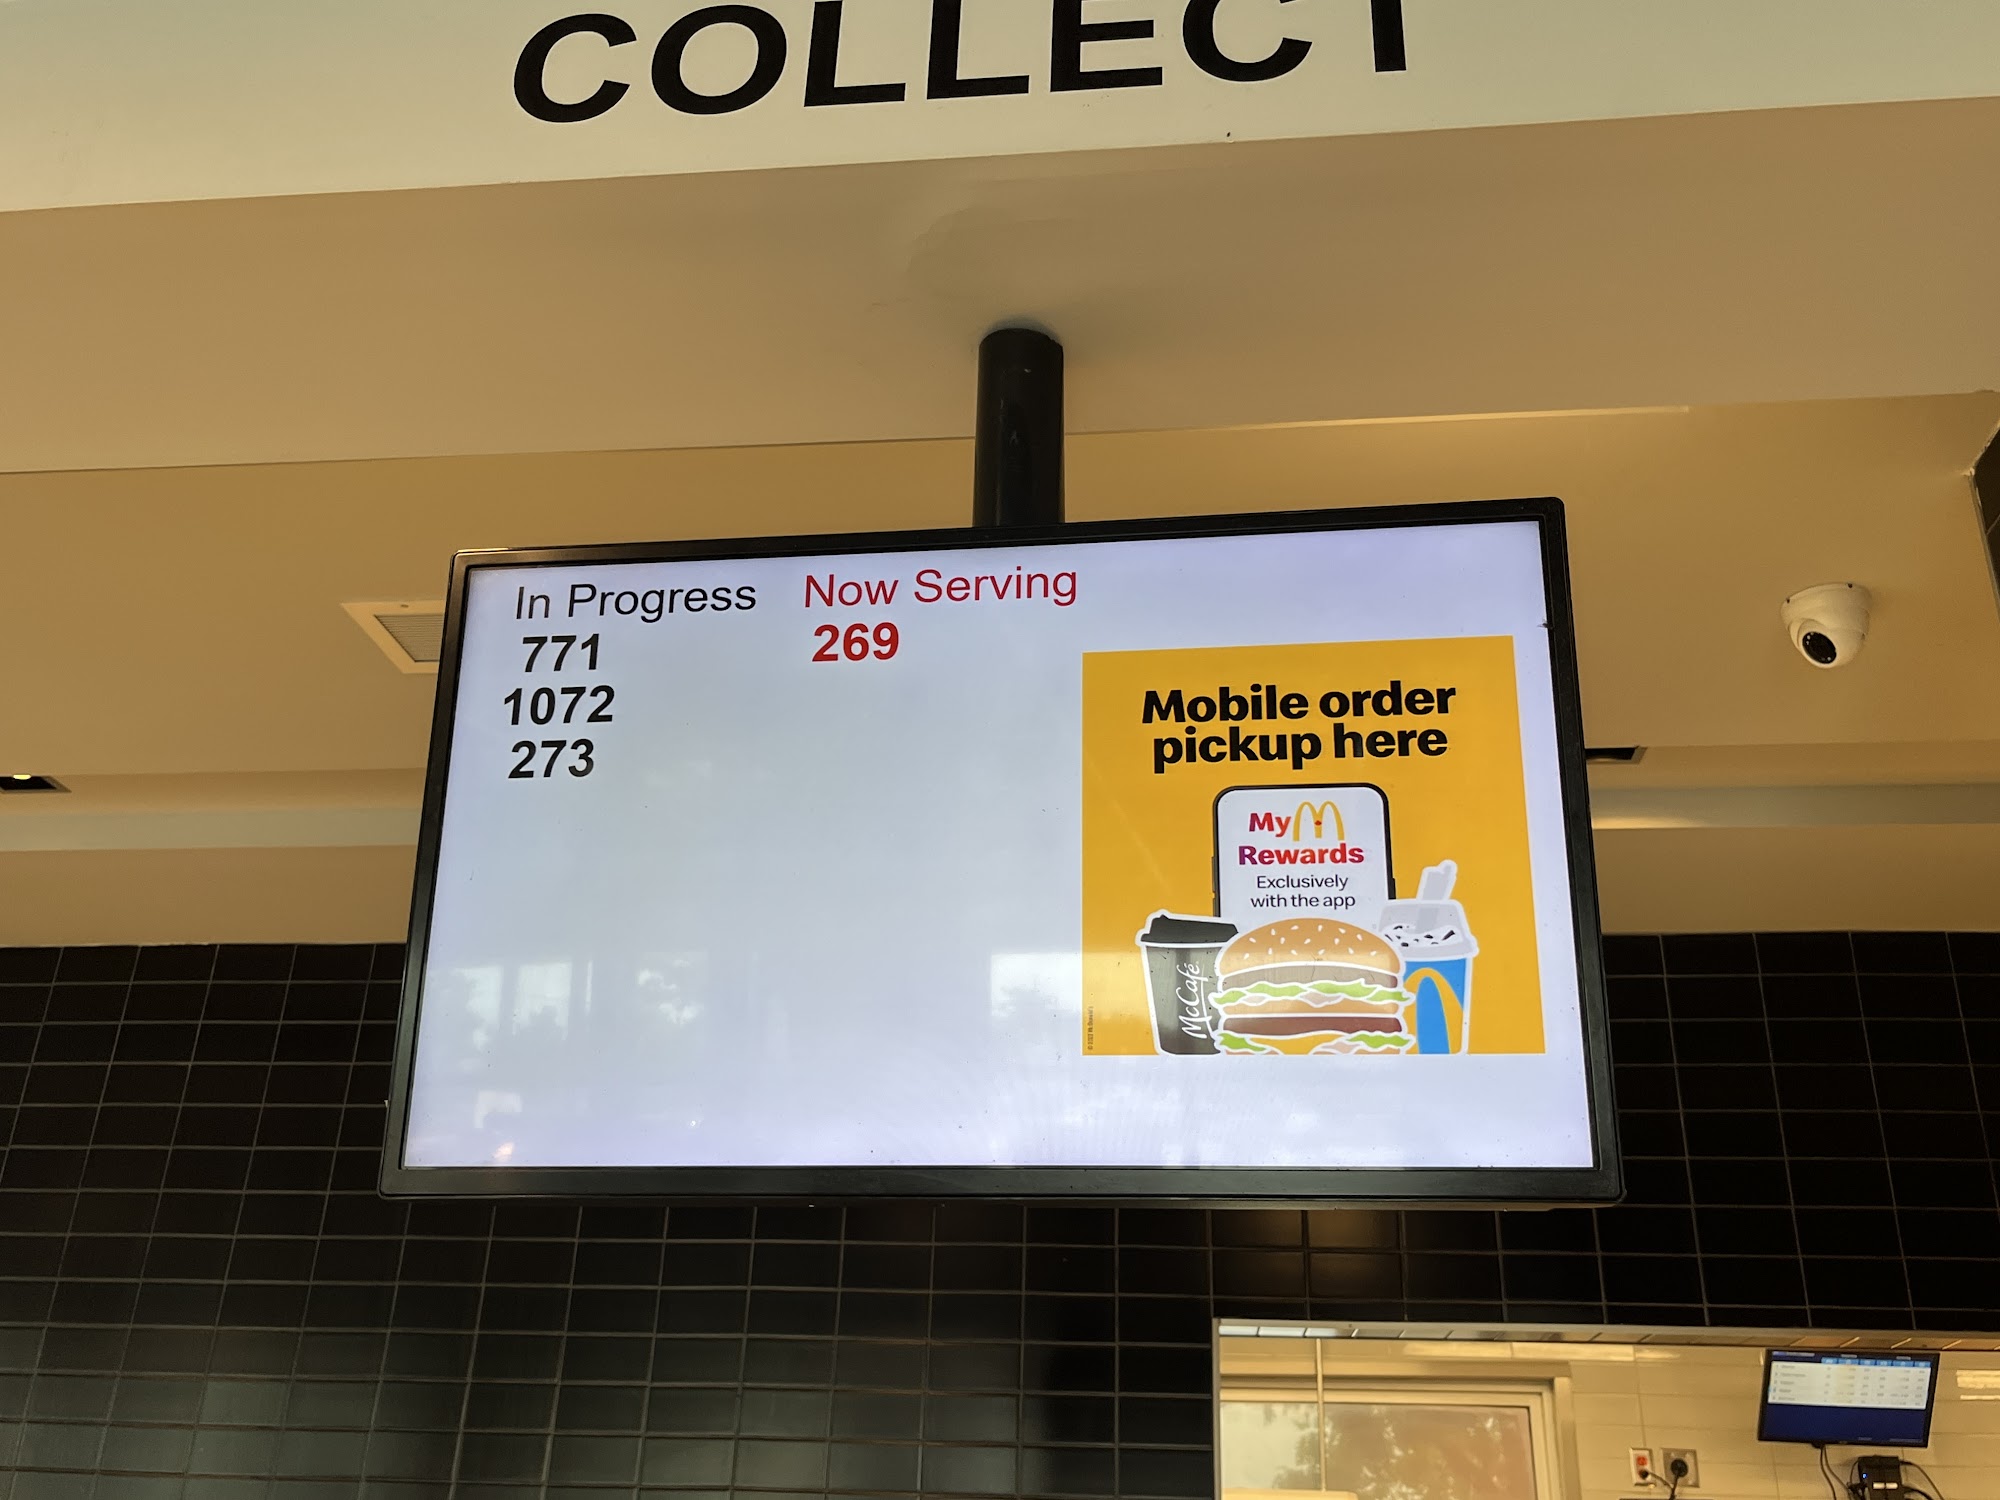 COLLECT
In Progress
771
1072
273
Now Serving
269
Mobile order
pickup here
My
Rewards
Exclusively
with the app
McCafé